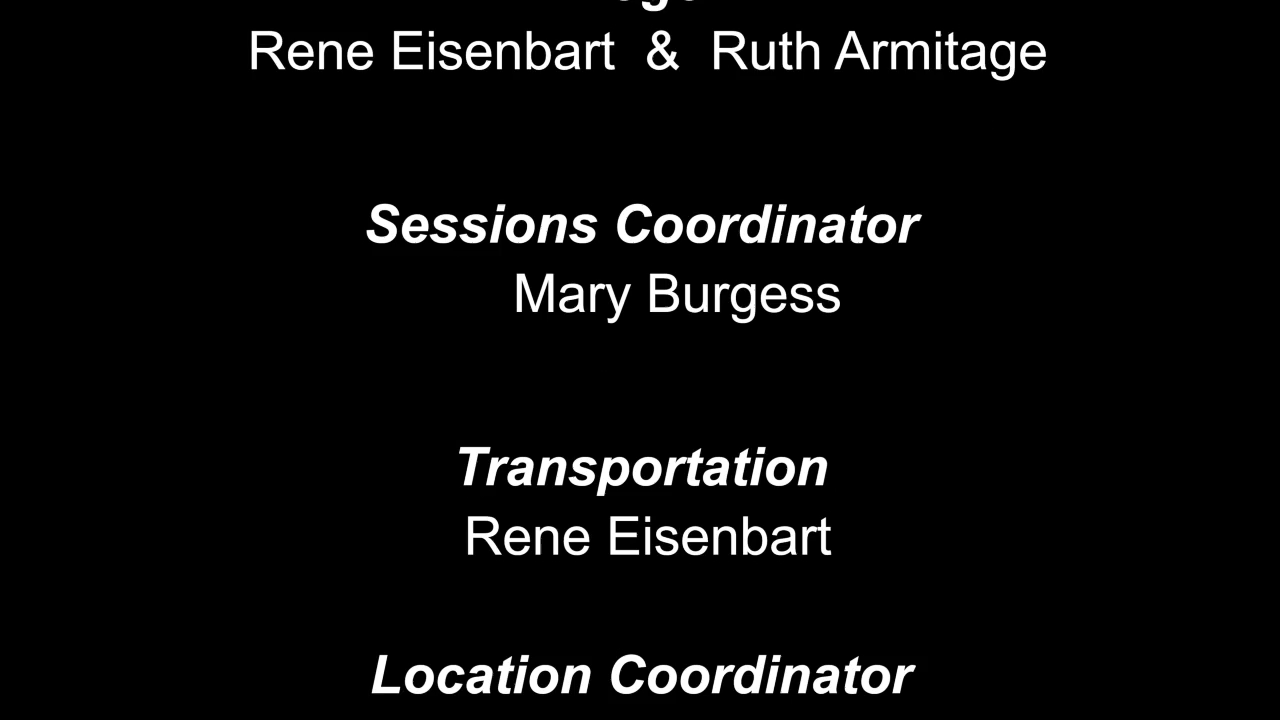 Rene Eisenbart & Ruth Armitage
Sessions Coordinator
Mary Burgess
Transportation
Rene Eisenbart
Location Coordinator